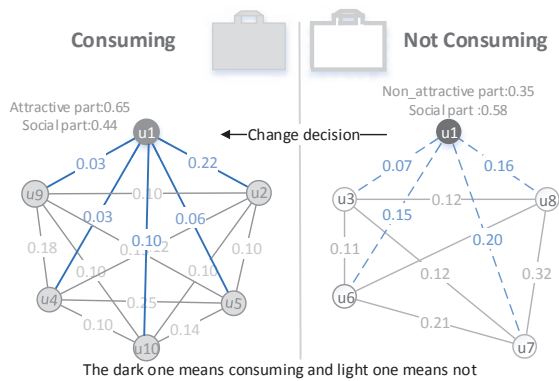 Consuming
Not Consuming
Attractive part:0.65
Social part:0.44
Non_attractive part:0.35
Social part :0.58
Change decision
u1
0.03
0.22
0.10
u9
u2
0.03
0.06
0.18
0.10
0.10
0.10
0.10
u4
0.25
u5
0.10
0.14
u10
u1
0.07
0.16
u3
0.12
u8
0.15
0.20
0.11
0.12
0.32
u6
0.21
u7
The dark one means consuming and light one means not